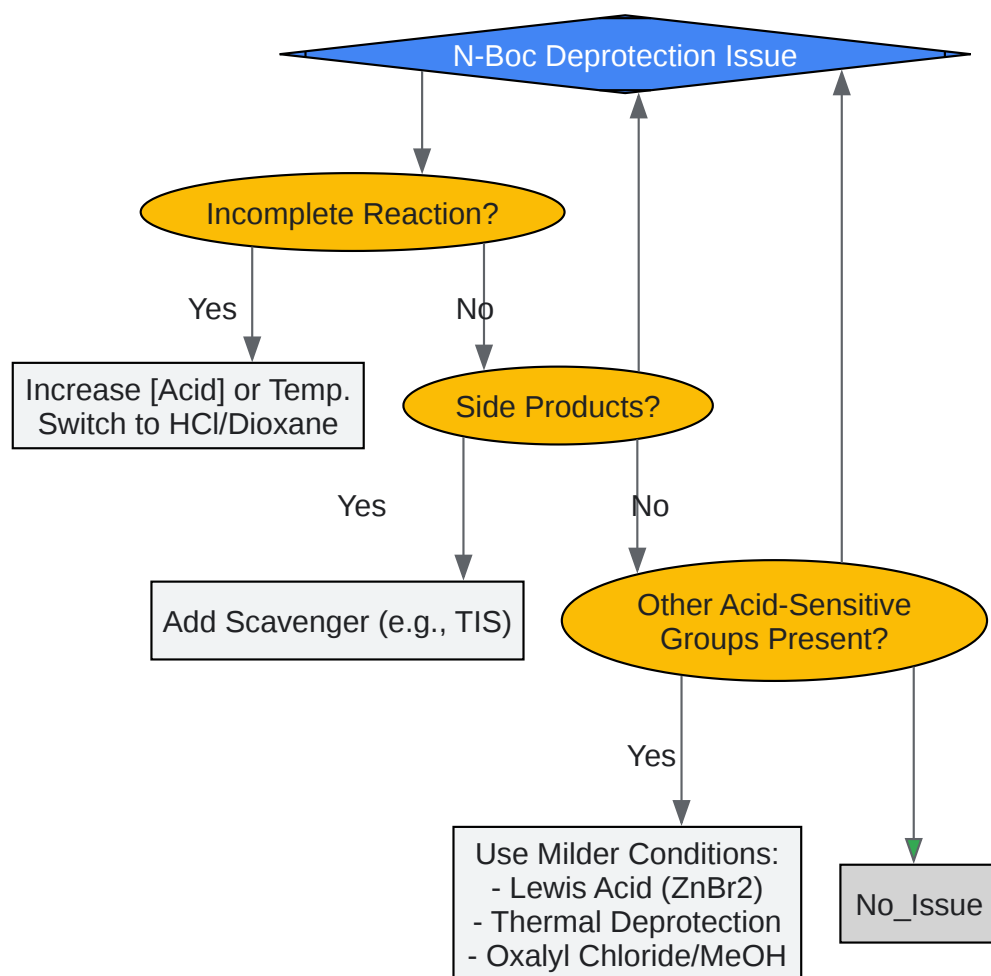 N-Boc Deprotection Issue
Incomplete Reaction?
Yes
No
Increase [Acid] or Temp.
Switch to HCl/Dioxane
Side Products?
Yes
No
Add Scavenger (e.g., TIS)
Other Acid-Sensitive
Groups Present?
Yes
Use Milder Conditions:
- Lewis Acid (ZnBr2)
- Thermal Deprotection
- Oxalyl Chloride/MeOH
No_Issue